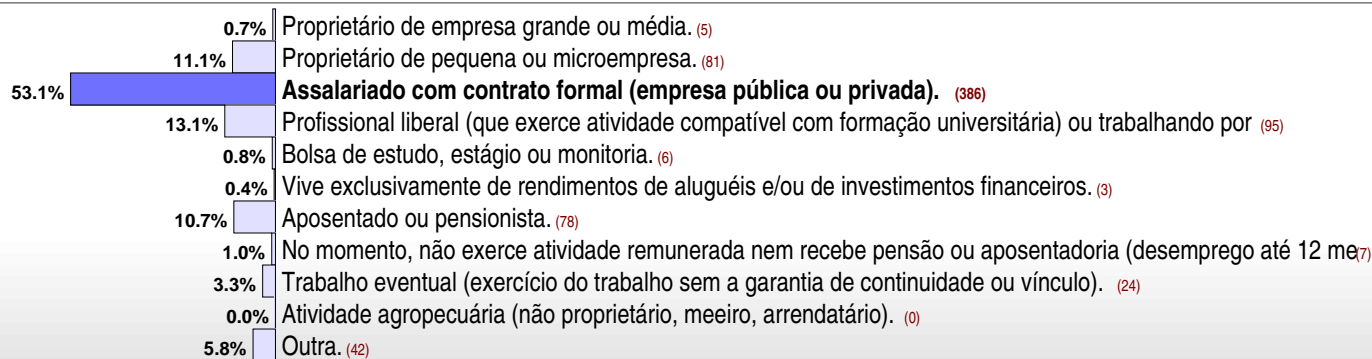 0.7% Proprietário de empresa grande ou média. (5)
11.1% Proprietário de pequena ou microempresa. (81)
53.1% Assalariado com contrato formal (empresa pública ou privada). (386)
13.1% Profissional liberal (que exerce atividade compatível com formação universitária) ou trabalhando por (95)
0.8% Bolsa de estudo, estágio ou monitoria. (6)
0.4% Vive exclusivamente de rendimentos de aluguéis e/ou de investimentos financeiros. (3)
10.7% Aposentado ou pensionista. (78)
1.0% No momento, não exerce atividade remunerada nem recebe pensão ou aposentadoria (desemprego até 12 me(7)
3.3% Trabalho eventual (exercício do trabalho sem a garantia de continuidade ou vínculo). (24)
0.0% Atividade agropecuária (não proprietário, meeiro, arrendatário). (0)
5.8% Outra. (42)